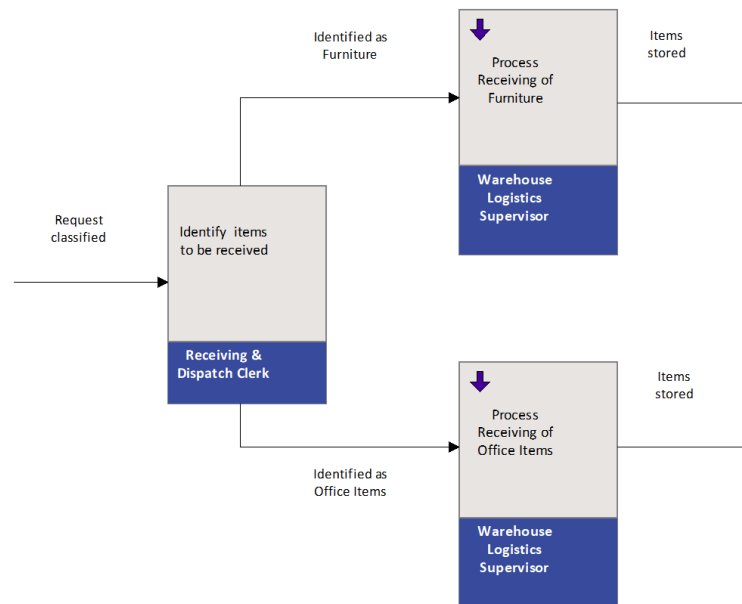 Request
classified
Identify items
to be received
Receiving &
Dispatch Clerk
Identified as
Furniture
Process
Receiving of
Furniture
Warehouse
Logistics
Supervisor
Items
stored
Identified as
Office Items
Process
Receiving of
Office Items
Warehouse
Logistics
Supervisor
Items
stored